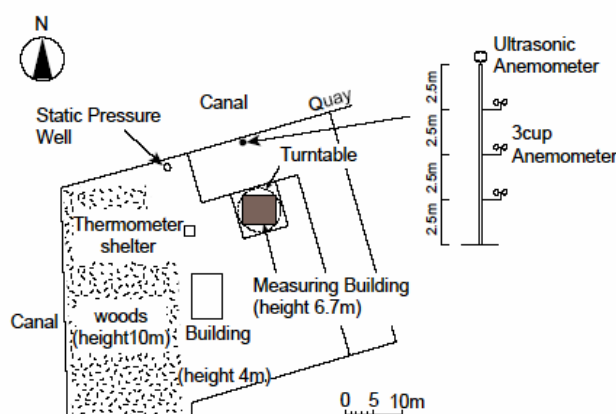 N
Canal
Quay
Static Pressure
Well
Turntable
Thermometer
shelter
Measuring Building
(height 6.7m)
Canal
woods
(height10m)
Building
(height 4m)
0 5 10m
Ultrasonic
Anemometer
2.5m
2.5m
3cup
Anemometer
2.5m
2.5m